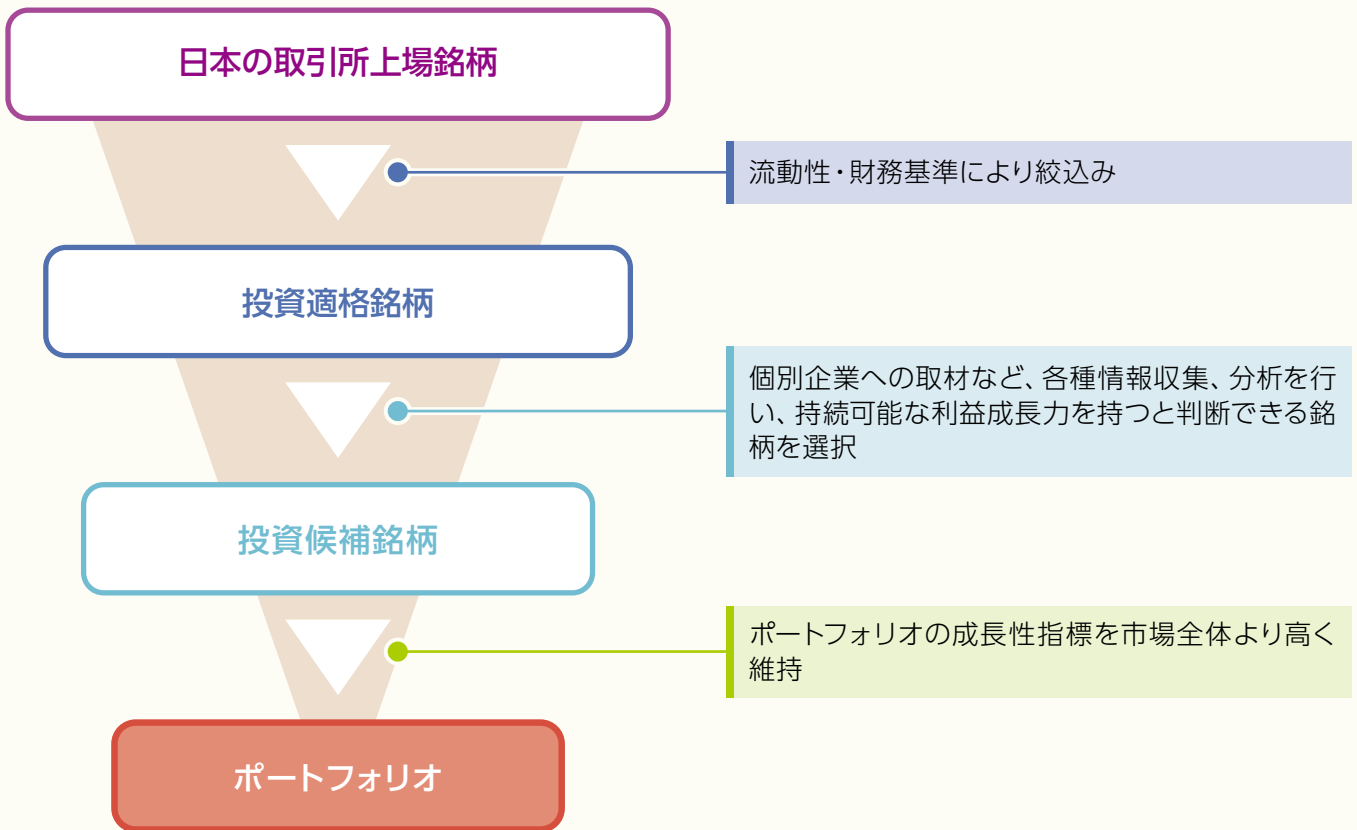 日本の取引所上場銘柄
流動性・財務基準により絞込み
投資適格銘柄
個別企業への取材など、各種情報収集、分析を行
い、持続可能な利益成長力を持つと判断できる銘
柄を選択
投資候補銘柄
ポートフォリオの成長性指標を市場全体より高く
維持
ポートフォリオ